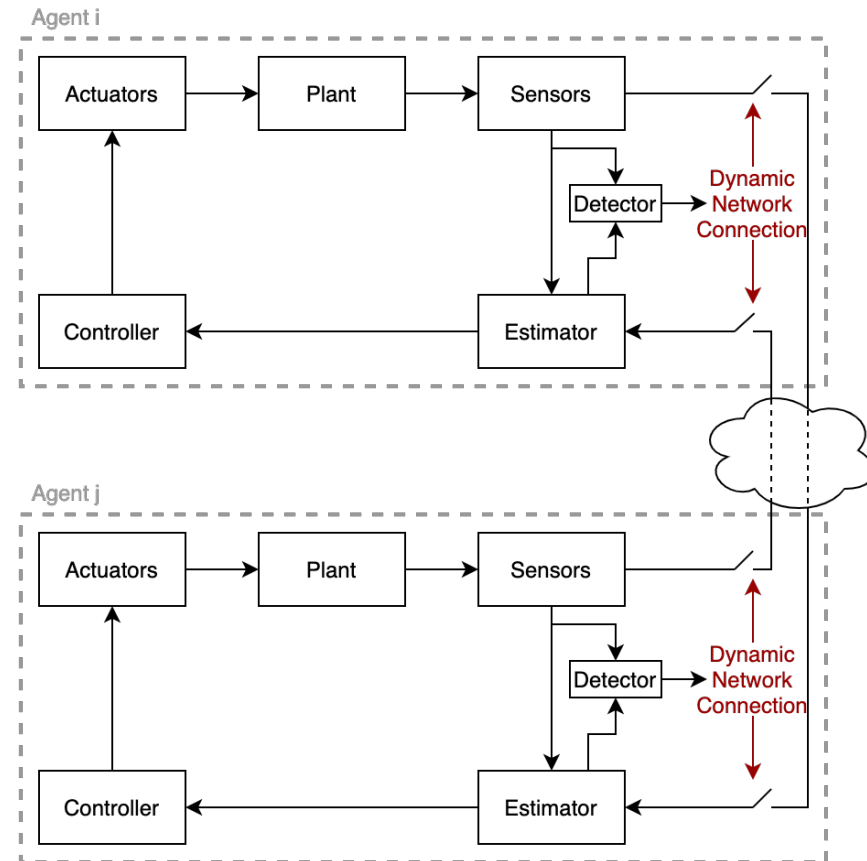 Agent i
Actuators
Plant
Sensors
Detector
Dynamic
Network
Connection
Controller
Estimator
Agent j
Actuators
Plant
Sensors
Detector
Dynamic
Network
Connection
Controller
Estimator